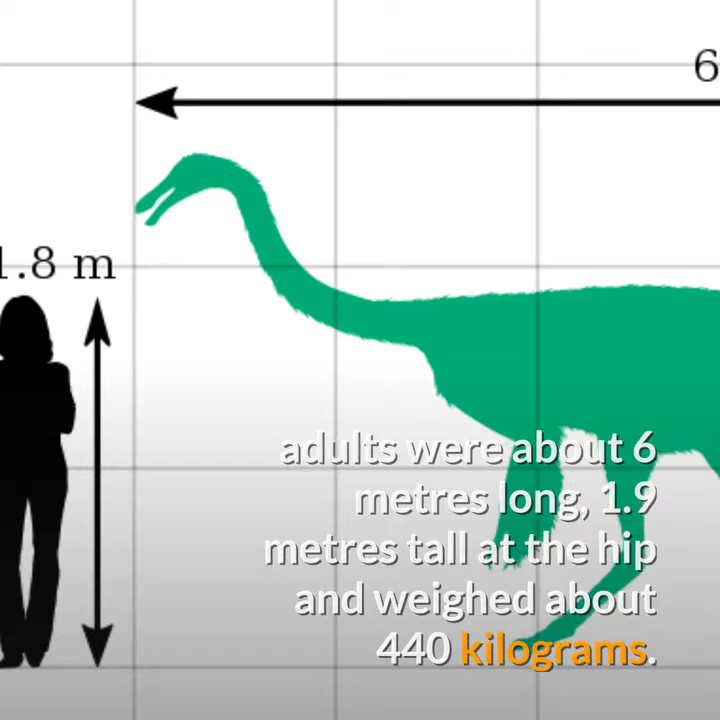 6
1.8 m
adults were about 6
metres long, 1.9
metres tall at the hip
and weighed about
440 kilograms.